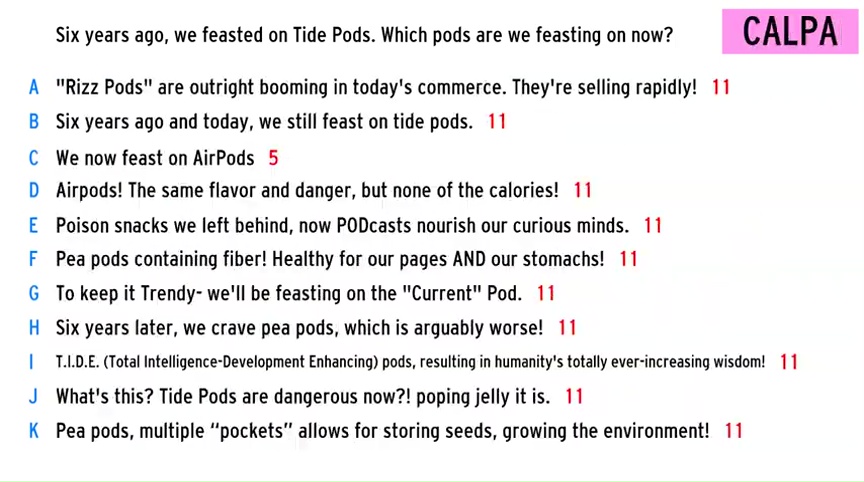 Six years ago, we feasted on Tide Pods. Which pods are we feasting on now?
CALPA
A "Rizz Pods" are outright booming in today's commerce. They're selling rapidly! 11
B Six years ago and today, we still feast on tide pods. 11
C We now feast on AirPods 5
D Airpods! The same flavor and danger, but none of the calories! 11
E Poison snacks we left behind, now PODcasts nourish our curious minds. 11
F Pea pods containing fiber! Healthy for our pages AND our stomachs! 11
G To keep it Trendy- we'll be feasting on the "Current" Pod. 11
H Six years later, we crave pea pods, which is arguably worse! 11
I T.I.D.E. (Total Intelligence-Development Enhancing) pods, resulting in humanity's totally ever-increasing wisdom! 11
J What's this? Tide Pods are dangerous now?! poping jelly it is. 11
K Pea pods, multiple “pockets” allows for storing seeds, growing the environment! 11